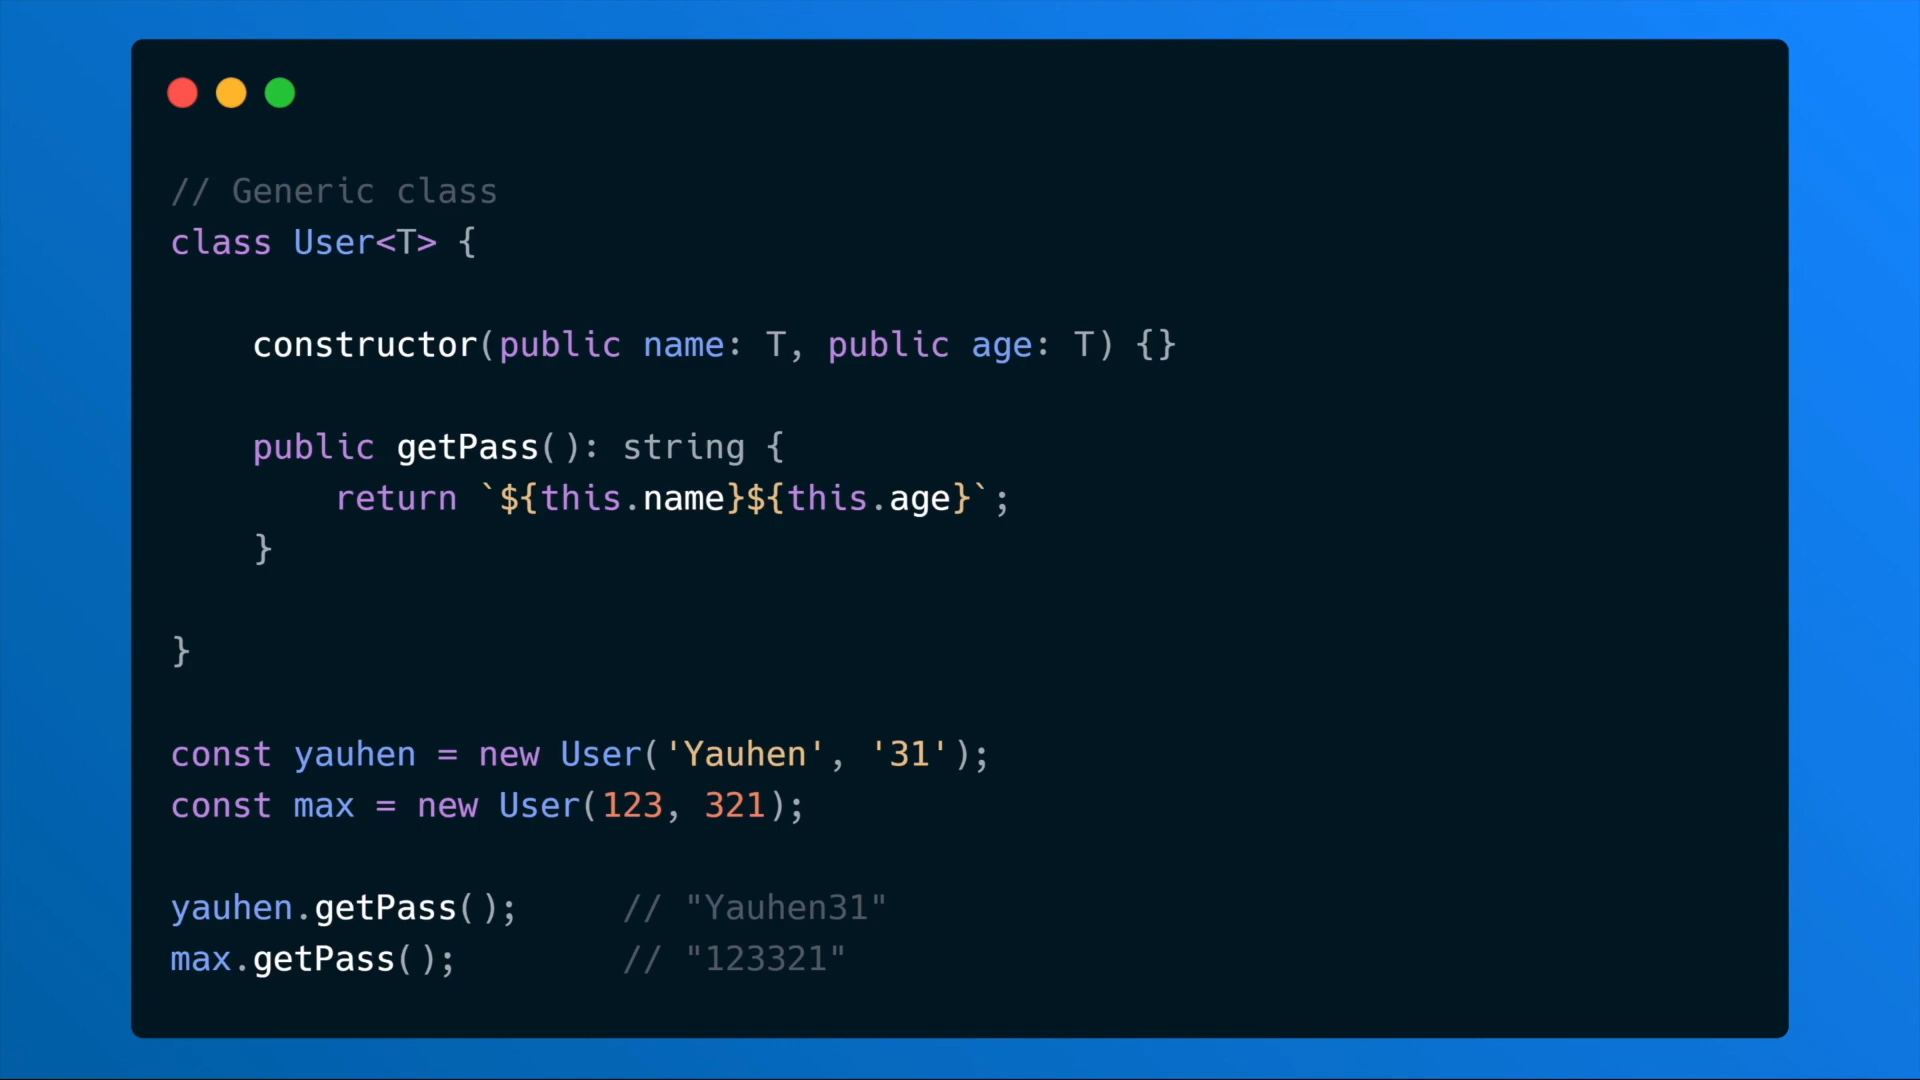 // Generic class
class User<T> {
constructor(public name: T, public age: T) {}
public getPass(): string {
return `${this.name}${this.age}`;
}
}
const yauhen = new User('Yauhen', '31');
const max = new User(123, 321);
yauhen.getPass(); // "Yauhen31"
max.getPass(); // "123321"